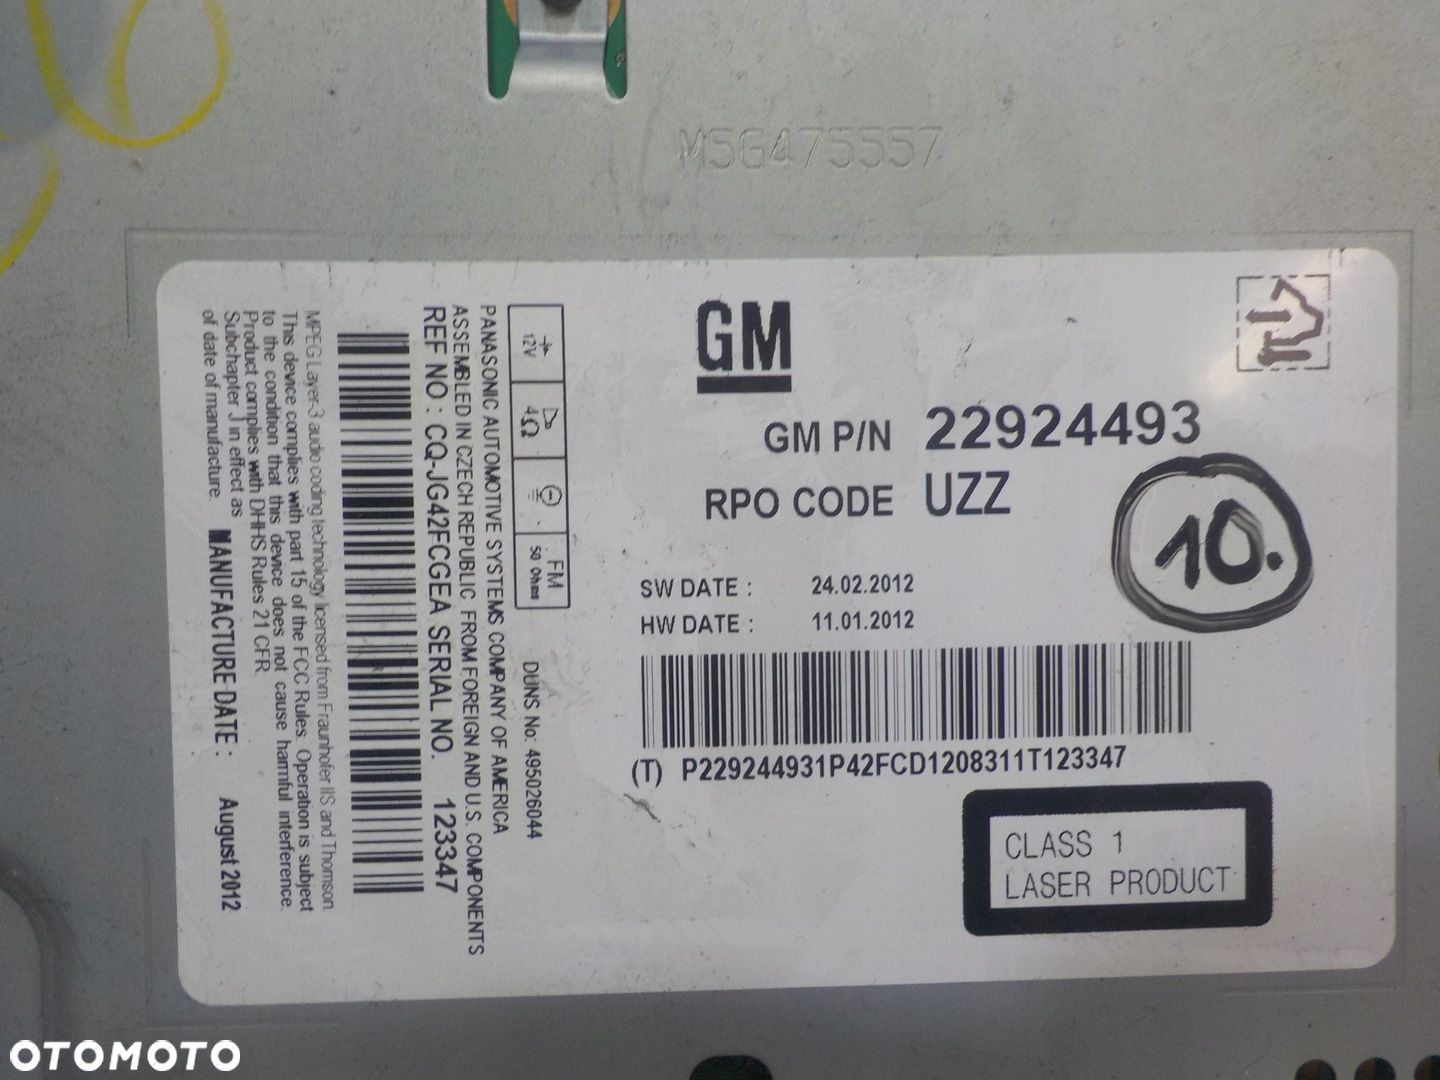 M5G475557
GM
GM P/N 22924493
RPO CODE UZZ
10.
SW DATE : 24.02.2012
HW DATE : 11.01.2012
(T) P229244931P42FCD1208311T123347
CLASS 1
LASER PRODUCT
12V
4Ω
FM
50 Ohms
DUNS No: 495026044
PANASONIC AUTOMOTIVE SYSTEMS COMPANY OF AMERICA
ASSEMBLED IN CZECH REPUBLIC FROM FOREIGN AND U.S. COMPONENTS
REF NO : CQ-JG42FCGEA SERIAL NO. 123347
MPEG Layer-3 audio coding technology licensed from Fraunhofer IIS and Thomson.
This device complies with part 15 of the FCC Rules. Operation is subject
to the condition that this device does not cause harmful interference.
Product complies with DHHS Rules 21 CFR.
Subchapter J in effect as
of date of manufacture. MANUFACTURE DATE : August 2012
OTOMOTO